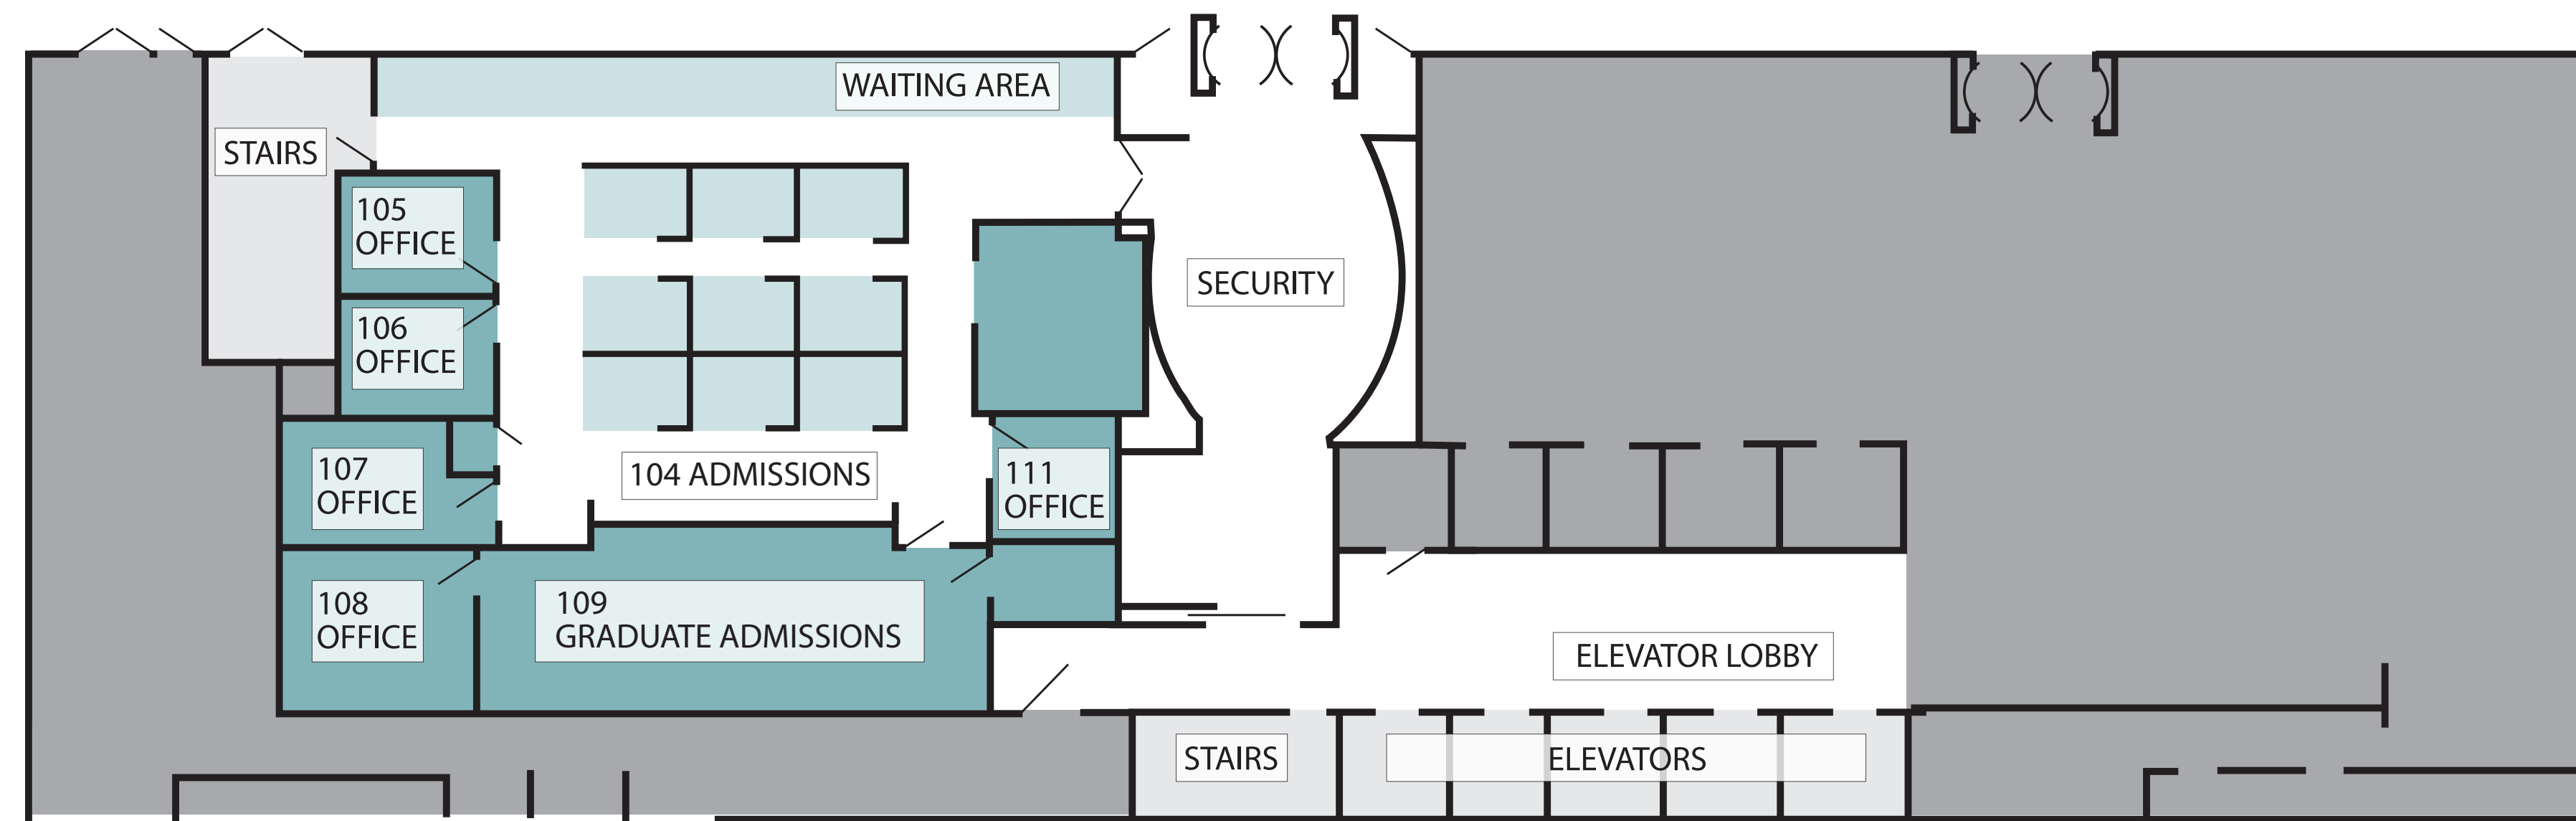 WAITING AREA
STAIRS
105
OFFICE
106
OFFICE
SECURITY
107
OFFICE
104 ADMISSIONS
111
OFFICE
108
OFFICE
109
GRADUATE ADMISSIONS
ELEVATOR LOBBY
STAIRS
ELEVATORS